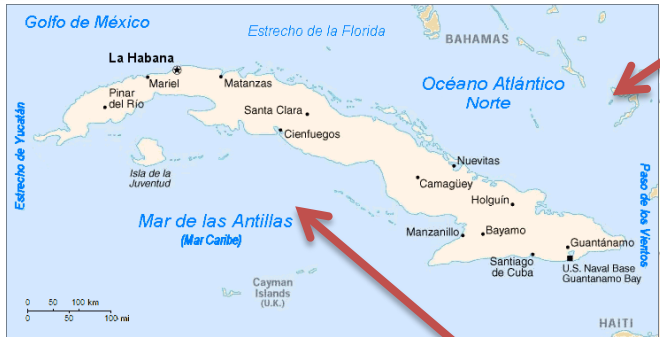 Golfo de México
Estrecho de la Florida
BAHAMAS
La Habana
Mariel
Matanzas
Pinar
del Río
Océano Atlántico
Norte
Santa Clara
Cienfuegos
Estrecho de Yucatán
Isla de la
Juventud
Nuevitas
Camagüey
Holguín
Paso de los Vientos
Mar de las Antillas
(Mar Caribe)
Manzanillo
Bayamo
Guantánamo
Santiago
de Cuba
U.S. Naval Base
Guantanamo Bay
Cayman
Islands
(U.K.)
0 50 100 km
0 50 100 mi
HAITI